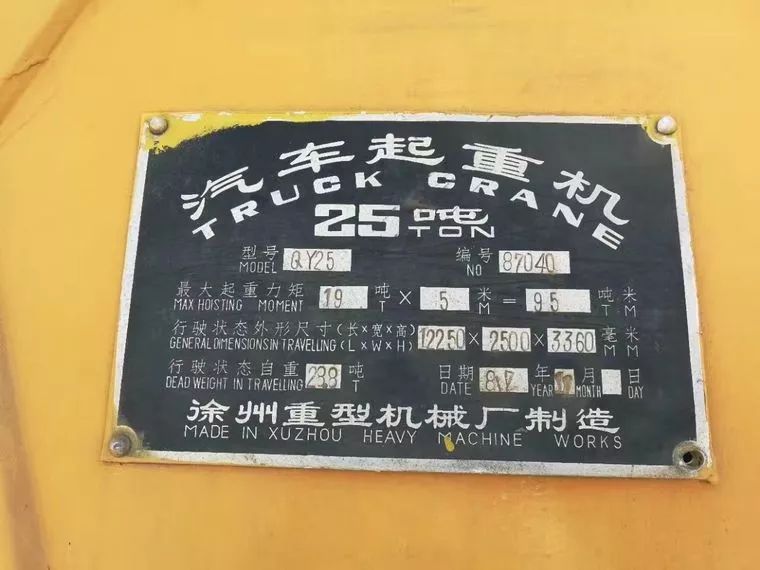 汽车起重机
TRUCK CRANE
25吨
TON
型号 QY25 编号 87040
MODEL NO
最大起重力矩 19 吨 × 5 米 = 95 吨 米
MAX HOISTING MOMENT T M T M
行驶状态外形尺寸(长×宽×高) 12250 × 2500 × 3360 毫米
GENERAL DIMENSIONS IN TRAVELLING (L×W×H) M M
行驶状态自重 28.8 吨 日期 87 年 月 日
DEAD WEIGHT IN TRAVELLING T DATE YEAR MONTH DAY
徐州重型机械厂制造
MADE IN XUZHOU HEAVY MACHINE WORKS